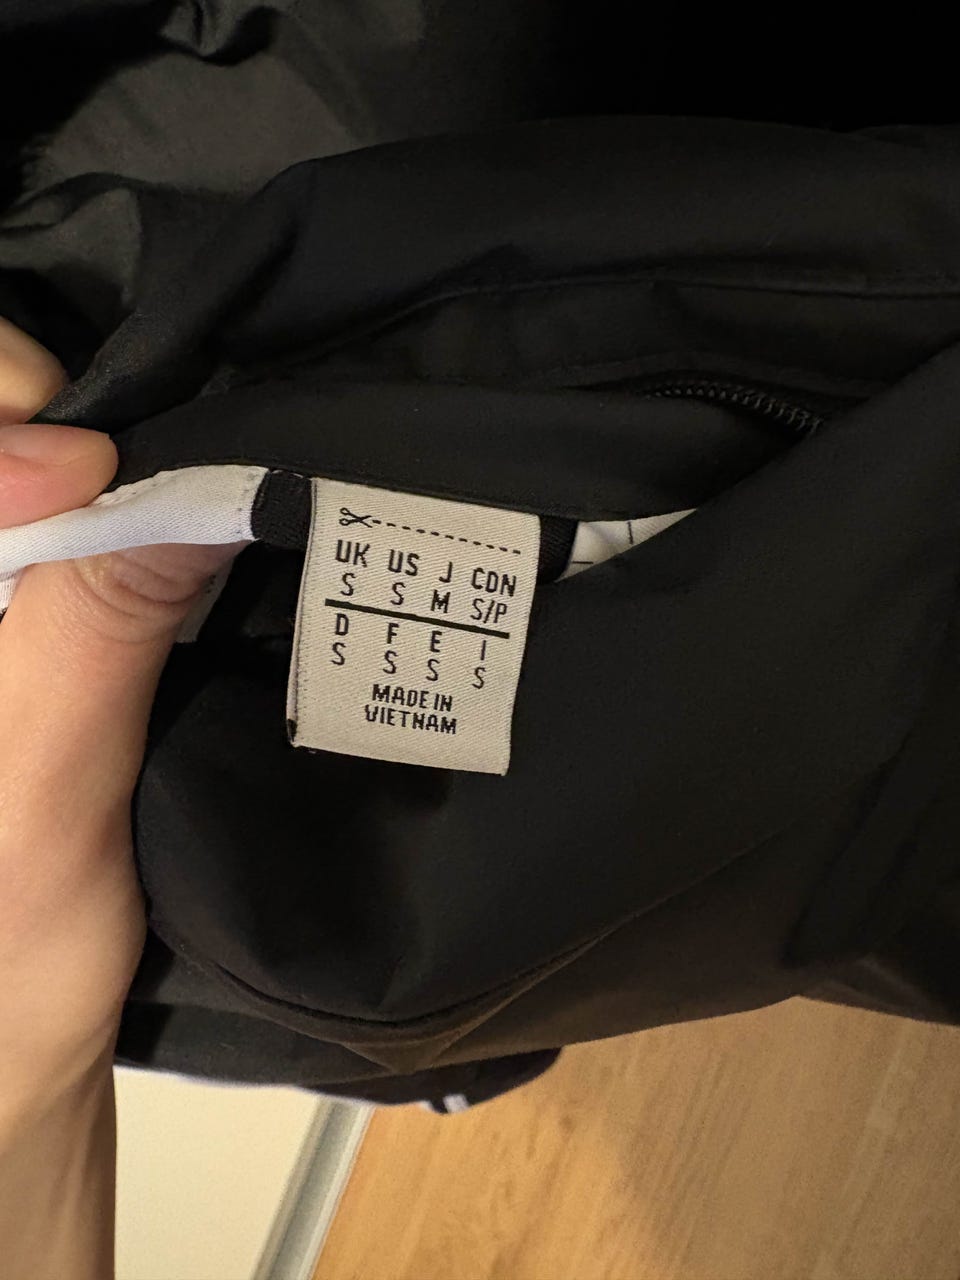 UK US J CDN
S S M S/P
D F E I
S S S S
MADE IN
VIETNAM